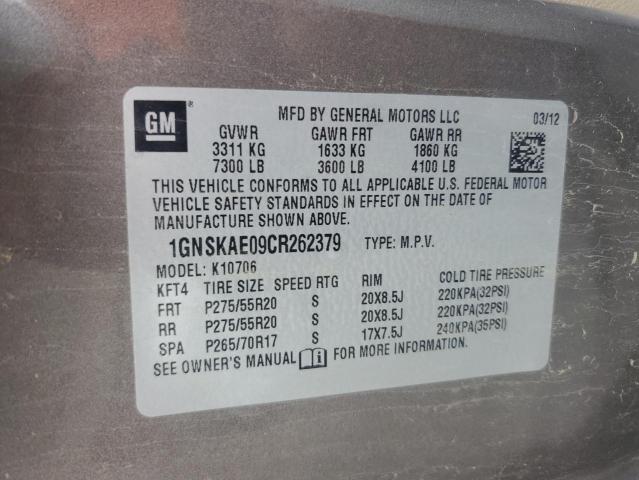 GM ®
MFD BY GENERAL MOTORS LLC 03/12
GVWR GAWR FRT GAWR RR
3311 KG 1633 KG 1860 KG
7300 LB 3600 LB 4100 LB
THIS VEHICLE CONFORMS TO ALL APPLICABLE U.S. FEDERAL MOTOR
VEHICLE SAFETY STANDARDS IN EFFECT ON THE DATE OF
MANUFACTURE SHOWN ABOVE.
1GNSKAE09CR262379 TYPE: M.P.V.
MODEL: K10706
KFT4 TIRE SIZE SPEED RTG RIM COLD TIRE PRESSURE
FRT P275/55R20 S 20X8.5J 220KPA(32PSI)
RR P275/55R20 S 20X8.5J 220KPA(32PSI)
SPA P265/70R17 S 17X7.5J 240KPA(35PSI)
SEE OWNER'S MANUAL i FOR MORE INFORMATION.